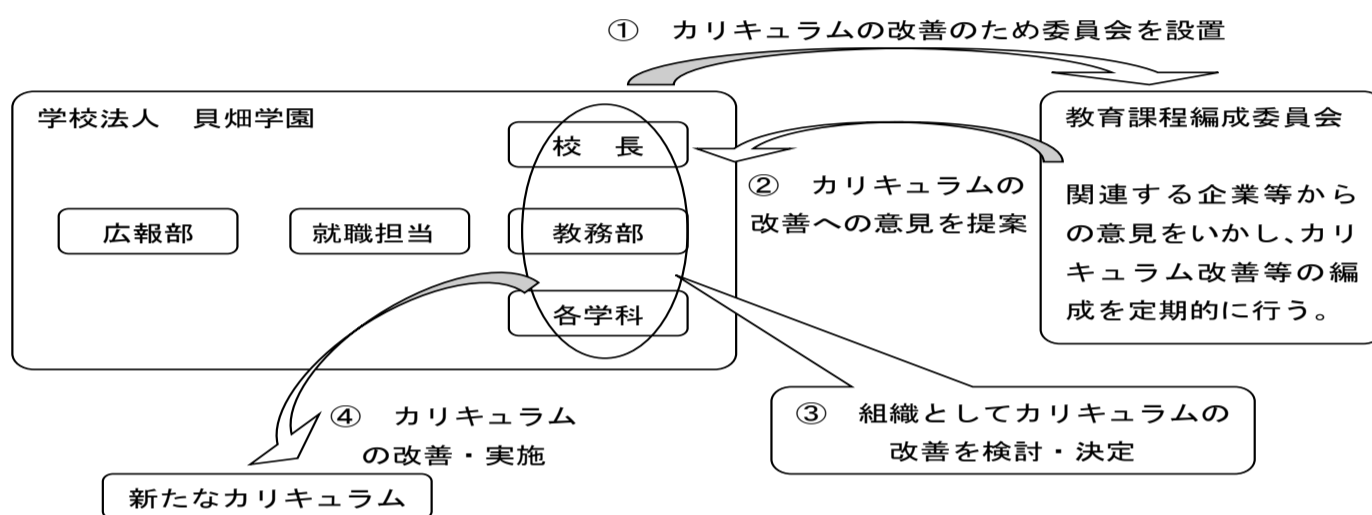 ① カリキュラムの改善のため委員会を設置
学校法人 貝畑学園
校 長
広報部
就職担当
教務部
各学科
② カリキュラムの
改善への意見を提案
教育課程編成委員会
関連する企業等から
の意見をいかし、カリ
キュラム改善等の編
成を定期的に行う。
③ 組織としてカリキュラムの
改善を検討・決定
④ カリキュラム
の改善・実施
新たなカリキュラム